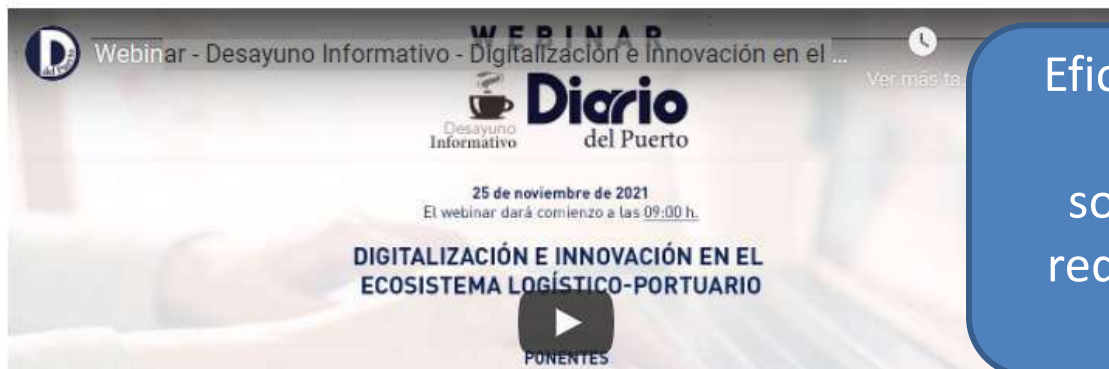 WEBINAR
Webinar - Desayuno Informativo - Digitalización e Innovación en el ...
Ver más ta
Diario
del Puerto
Desayuno
Informativo
25 de noviembre de 2021
El webinar dará comienzo a las 09:00 h.
DIGITALIZACIÓN E INNOVACIÓN EN EL
ECOSISTEMA LOGÍSTICO-PORTUARIO
PONENTES
Efic
so
red